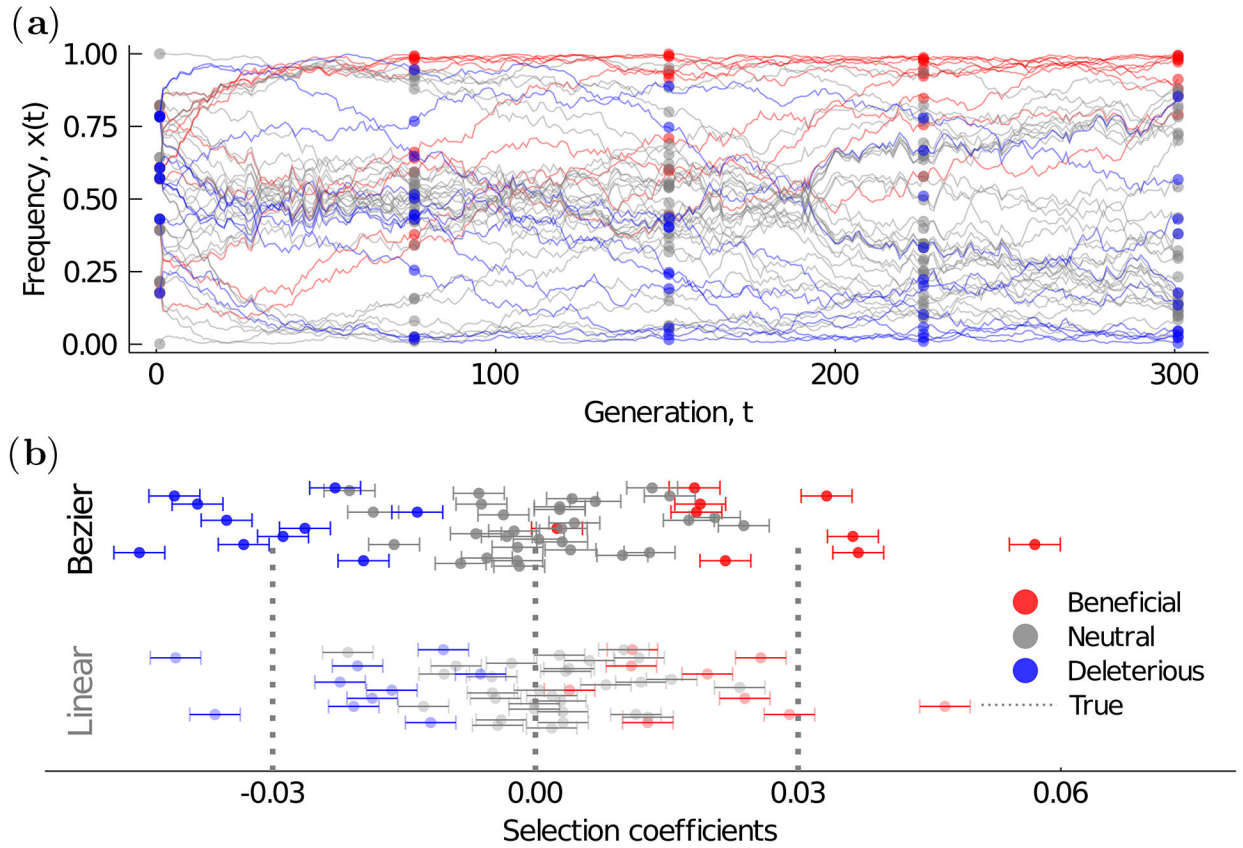 (a)
Frequency, x(t)
1.00
0.75
0.50
0.25
0.00
0
100
200
300
Generation, t
(b)
Bezier
Linear
Beneficial
Neutral
Deleterious
True
-0.03
0.00
0.03
0.06
Selection coefficients